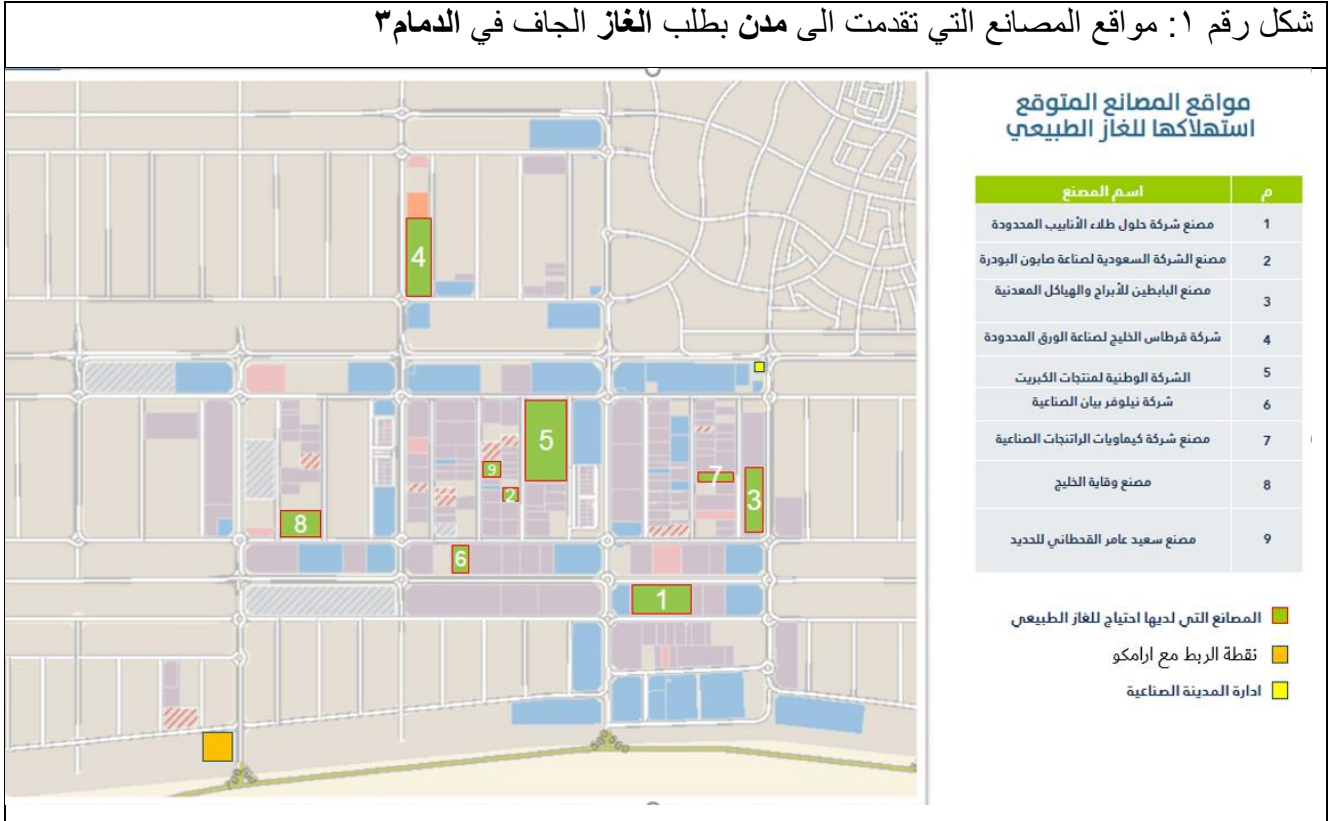 شكل رقم ١: مواقع المصانع التي تقدمت الى مدن بطلب الغاز الجاف في الدمام٣
مواقع المصانع المتوقع
استهلاكها للغاز الطبيعي
م اسم المصنع
1 مصنع شركة حلول طلاء الأنابيب المحدودة
2 مصنع الشركة السعودية لصناعة صابون البودرة
3 مصنع البابطين للأبراج والهياكل المعدنية
4 شركة قرطاس الخليج لصناعة الورق المحدودة
5 الشركة الوطنية لمنتجات الكبريت
6 شركة نيلوفر بيان الصناعية
7 مصنع شركة كيماويات الراتنجات الصناعية
8 مصنع وقاية الخليج
9 مصنع سعيد عامر القحطاني للحديد
المصانع التي لديها احتياج للغاز الطبيعي
نقطة الربط مع ارامكو
ادارة المدينة الصناعية
4
5
9
2
7
3
8
6
1